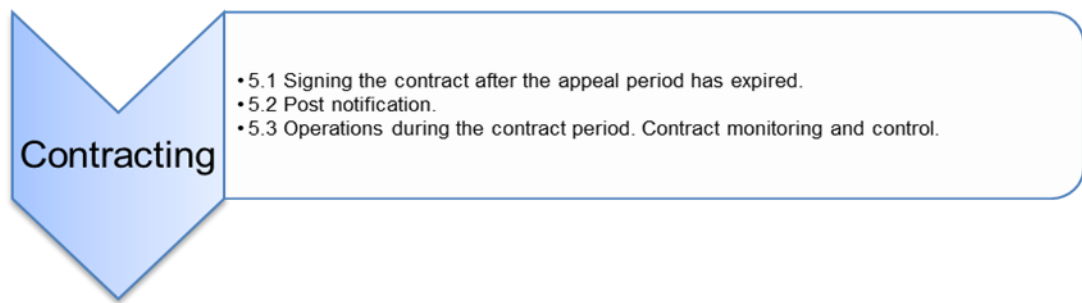 Contracting
• 5.1 Signing the contract after the appeal period has expired.
• 5.2 Post notification.
• 5.3 Operations during the contract period. Contract monitoring and control.